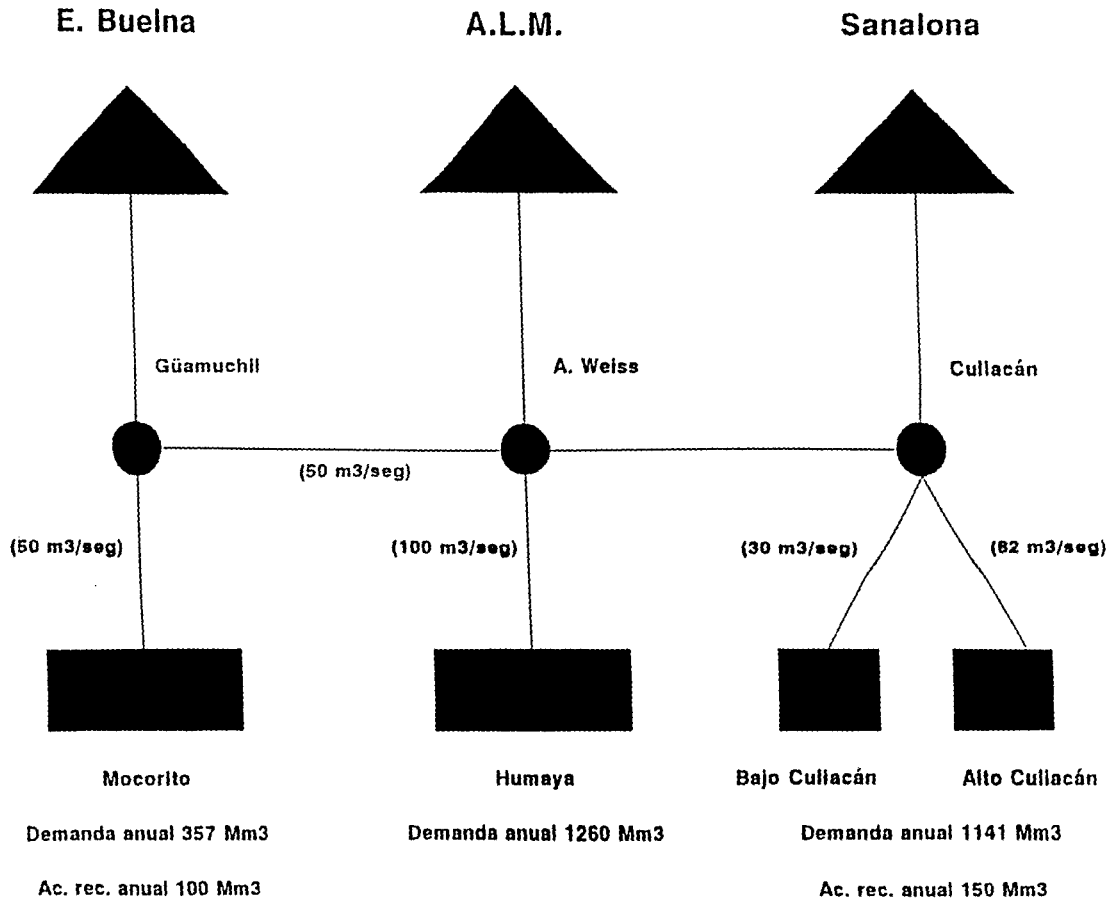 E. Buelna
A.L.M.
Sanalona
Güamuchil
A. Weiss
Culiacán
(50 m3/seg)
(50 m3/seg)
(100 m3/seg)
(30 m3/seg)
(82 m3/seg)
Mocorito
Humaya
Bajo Culiacán
Alto Culiacán
Demanda anual 357 Mm3
Demanda anual 1260 Mm3
Demanda anual 1141 Mm3
Ac. rec. anual 100 Mm3
Ac. rec. anual 150 Mm3